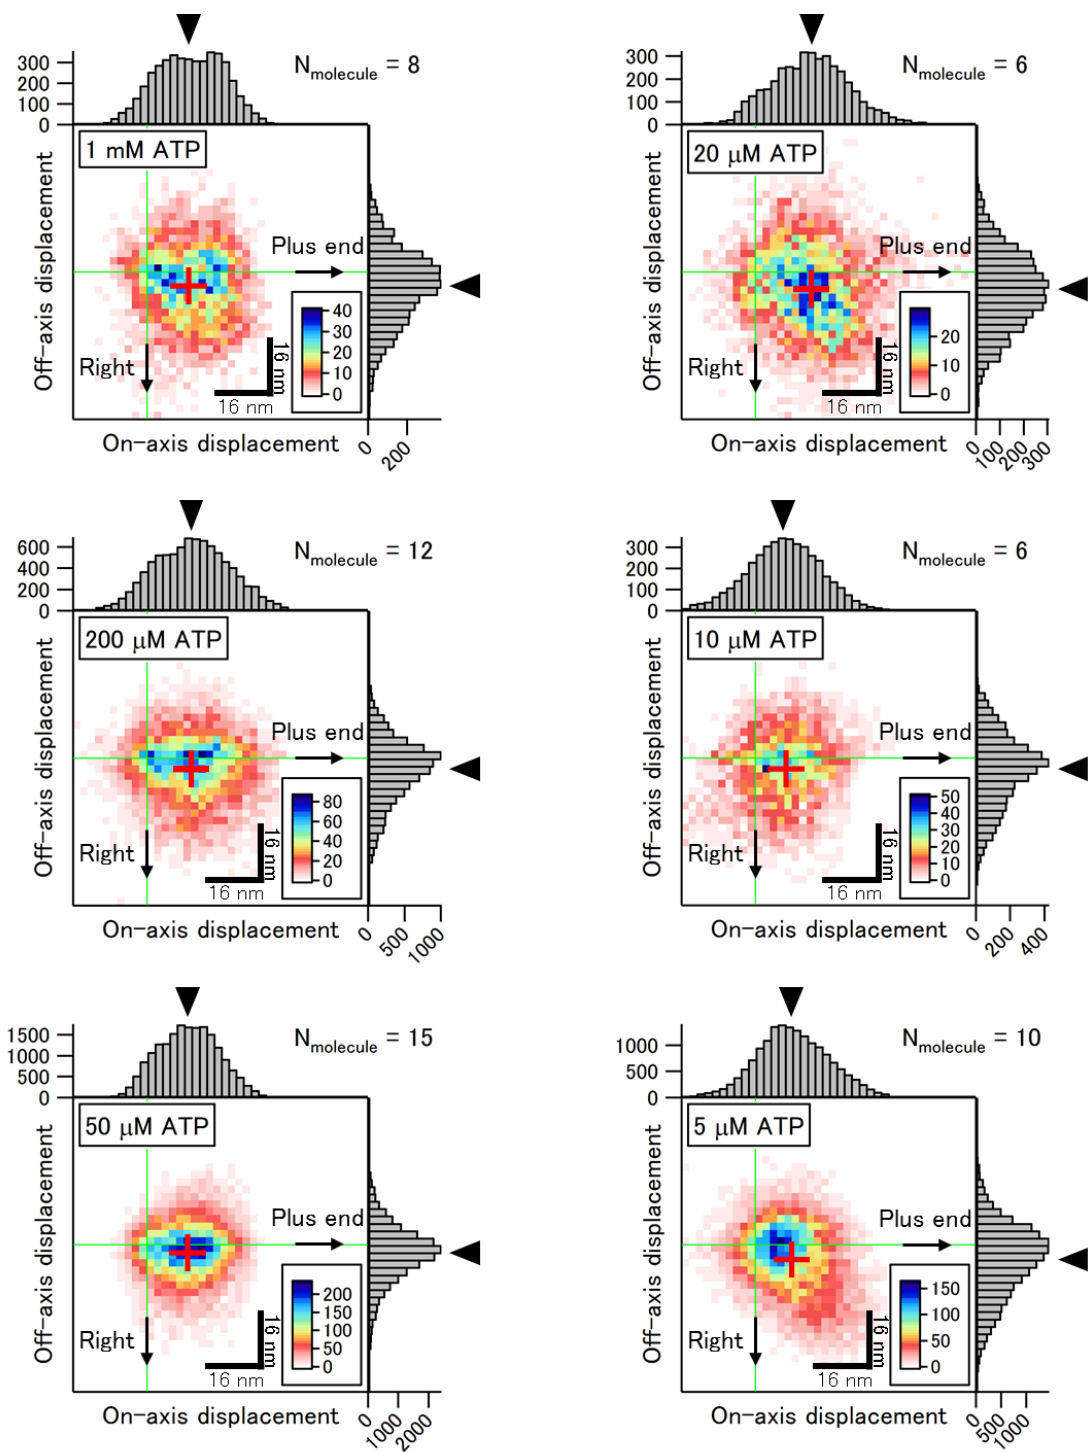 300
200
100
0
N molecule = 8
1 mM ATP
Off-axis displacement
Plus end
Right
40
30
20
10
0
16 nm
16 nm
On-axis displacement
0
200
300
200
100
0
N molecule = 6
20 μM ATP
Off-axis displacement
Plus end
Right
20
10
0
16 nm
16 nm
On-axis displacement
0
100
200
300
600
400
200
0
N molecule = 12
200 μM ATP
Off-axis displacement
Plus end
Right
80
60
40
20
0
16 nm
16 nm
On-axis displacement
0
500
1000
300
200
100
0
N molecule = 6
10 μM ATP
Off-axis displacement
Plus end
Right
50
40
30
20
10
0
16 nm
16 nm
On-axis displacement
0
200
400
1500
1000
500
0
N molecule = 15
50 μM ATP
Off-axis displacement
Plus end
Right
200
150
100
50
0
16 nm
16 nm
On-axis displacement
0
1000
2000
1000
500
0
N molecule = 10
5 μM ATP
Off-axis displacement
Plus end
Right
150
100
50
0
16 nm
16 nm
On-axis displacement
0
500
1000